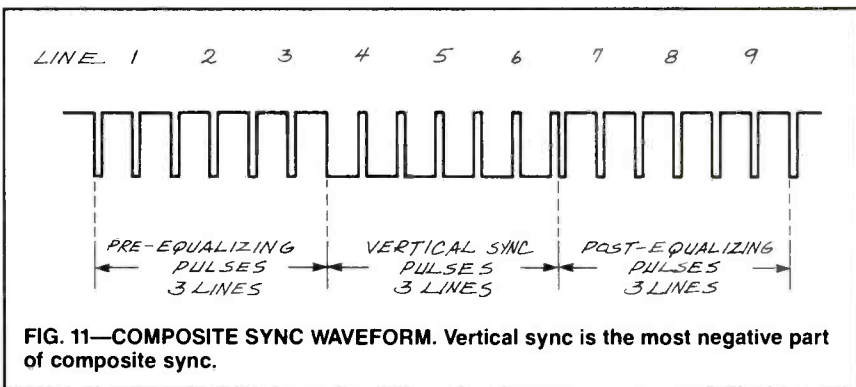 LINE 1 2 3 4 5 6 7 8 9
PRE-EQUALIZING
PULSES
3 LINES
VERTICAL SYNC
PULSES
3 LINES
POST-EQUALIZING
PULSES
3 LINES
FIG. 11—COMPOSITE SYNC WAVEFORM. Vertical sync is the most negative part
of composite sync.